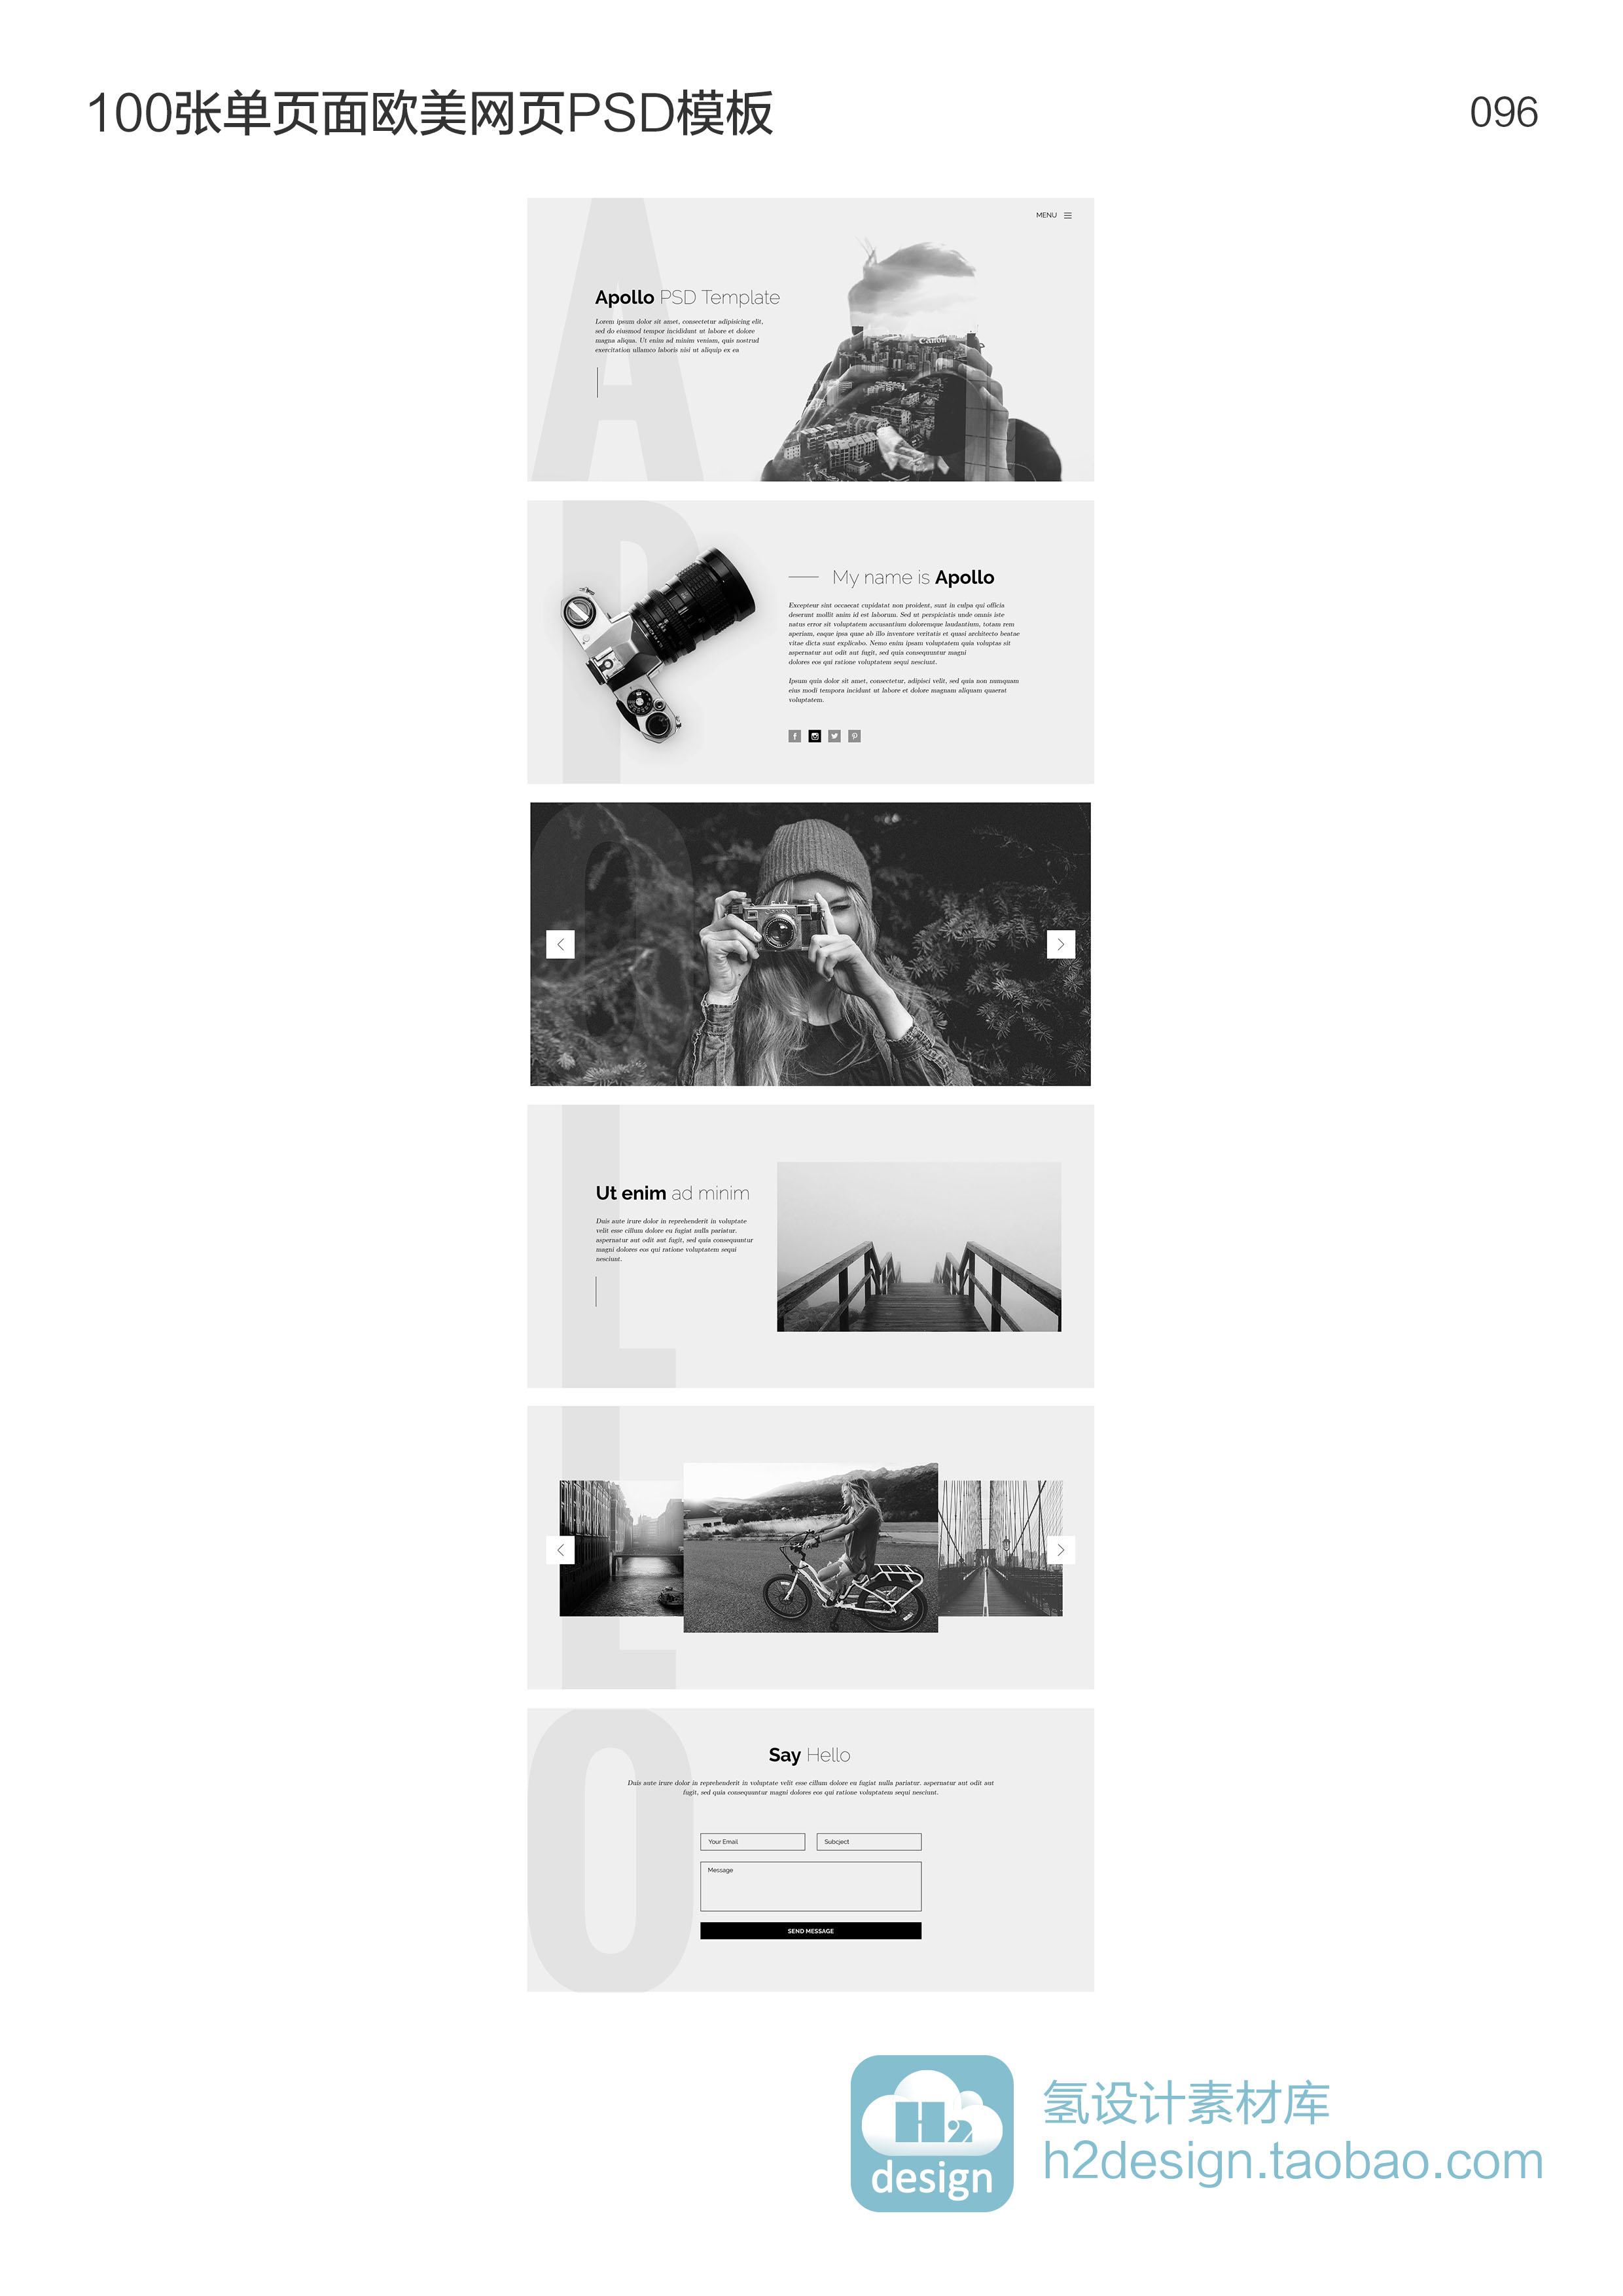 100张单页面欧美网页PSD模板
096
MENU
Apollo PSD Template
Lorem ipsum dolor sit amet, consectetur adipisicing elit,
sed do eiusmod tempor incididunt ut labore et dolore
magna aliqua. Ut enim ad minim veniam, quis nostrud
exercitation ullamco laboris nisi ut aliquip ex ea
Canon
My name is Apollo
Excepteur sint occaecat cupidatat non proident, sunt in culpa qui officia
deserunt mollit anim id est laborum. Sed ut perspiciatis unde omnis iste
natus error sit voluptatem accusantium doloremque laudantium, totam rem
aperiam, eaque ipsa quae ab illo inventore veritatis et quasi architecto beatae
vitae dicta sunt explicabo. Nemo enim ipsam voluptatem quia voluptas sit
aspernatur aut odit aut fugit, sed quia consequuntur magni
dolores eos qui ratione voluptatem sequi nesciunt.
Ipsum quia dolor sit amet, consectetur, adipisci velit, sed quia non numquam
eius modi tempora incidunt ut labore et dolore magnam aliquam quaerat
voluptatem.
Ut enim ad minim
Duis aute irure dolor in reprehenderit in voluptate
velit esse cillum dolore eu fugiat nulla pariatur.
aspernatur aut odit aut fugit, sed quia consequuntur
magni dolores eos qui ratione voluptatem sequi
nesciunt.
Say Hello
Duis aute irure dolor in reprehenderit in voluptate velit esse cillum dolore eu fugiat nulla pariatur. aspernatur aut odit aut
fugit, sed quia consequuntur magni dolores eos qui ratione voluptatem sequi nesciunt.
Your Email
Subcject
Message
SEND MESSAGE
H2
design
氢设计素材库
h2design.taobao.com